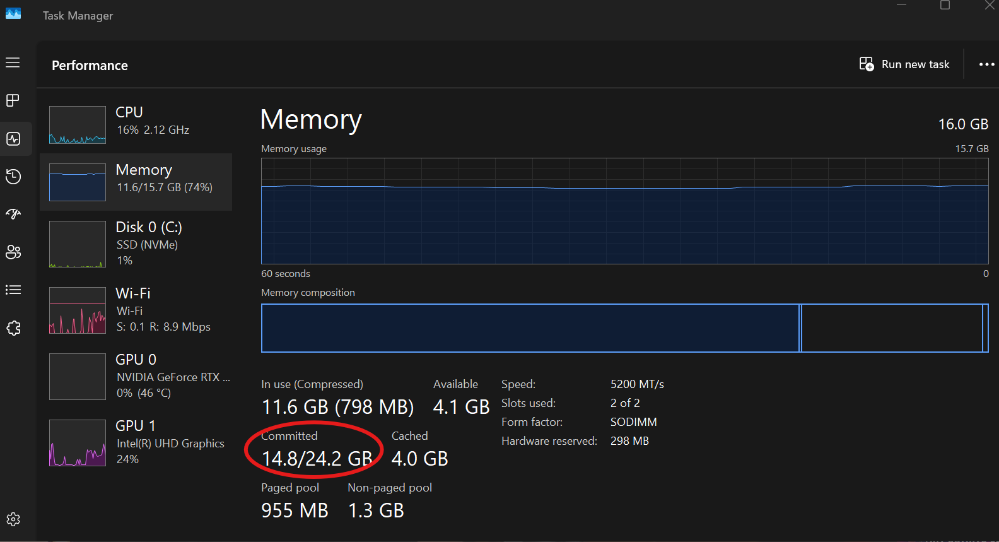 Task Manager
Performance
Run new task
CPU
16% 2.12 GHz
Memory
11.6/15.7 GB (74%)
Disk 0 (C:)
SSD (NVMe)
1%
Wi-Fi
Wi-Fi
S: 0.1 R: 8.9 Mbps
GPU 0
NVIDIA GeForce RTX ...
0% (46 °C)
GPU 1
Intel(R) UHD Graphics
24%
Memory
16.0 GB
Memory usage
15.7 GB
60 seconds
0
Memory composition
In use (Compressed)
11.6 GB (798 MB)
Available
4.1 GB
Committed
14.8/24.2 GB
Cached
4.0 GB
Paged pool
955 MB
Non-paged pool
1.3 GB
Speed: 5200 MT/s
Slots used: 2 of 2
Form factor: SODIMM
Hardware reserved: 298 MB